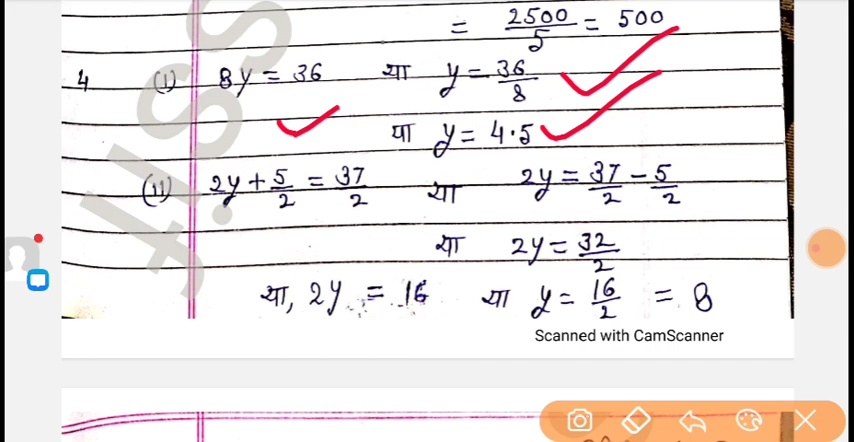 = 2500/5 = 500
4 (i) 8y = 36 या y = 36/8
या y = 4.5
(ii) 2y + 5/2 = 37/2 या 2y = 37/2 - 5/2
या 2y = 32/2
या, 2y = 16 या y = 16/2 = 8
Scanned with CamScanner